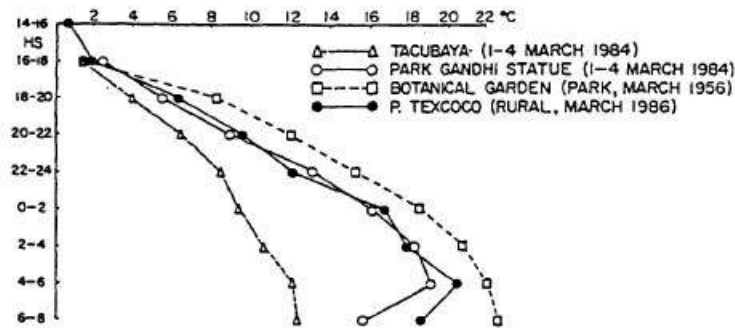 2 4 6 8 10 12 14 16 18 20 22 °C
14-16
HS
16-18
18-20
20-22
22-24
0-2
2-4
4-6
6-8
TACUBAYA- (1-4 MARCH 1984)
PARK GANDHI STATUE (1-4 MARCH 1984)
BOTANICAL GARDEN (PARK, MARCH 1956)
P. TEXCOCO (RURAL, MARCH 1986)